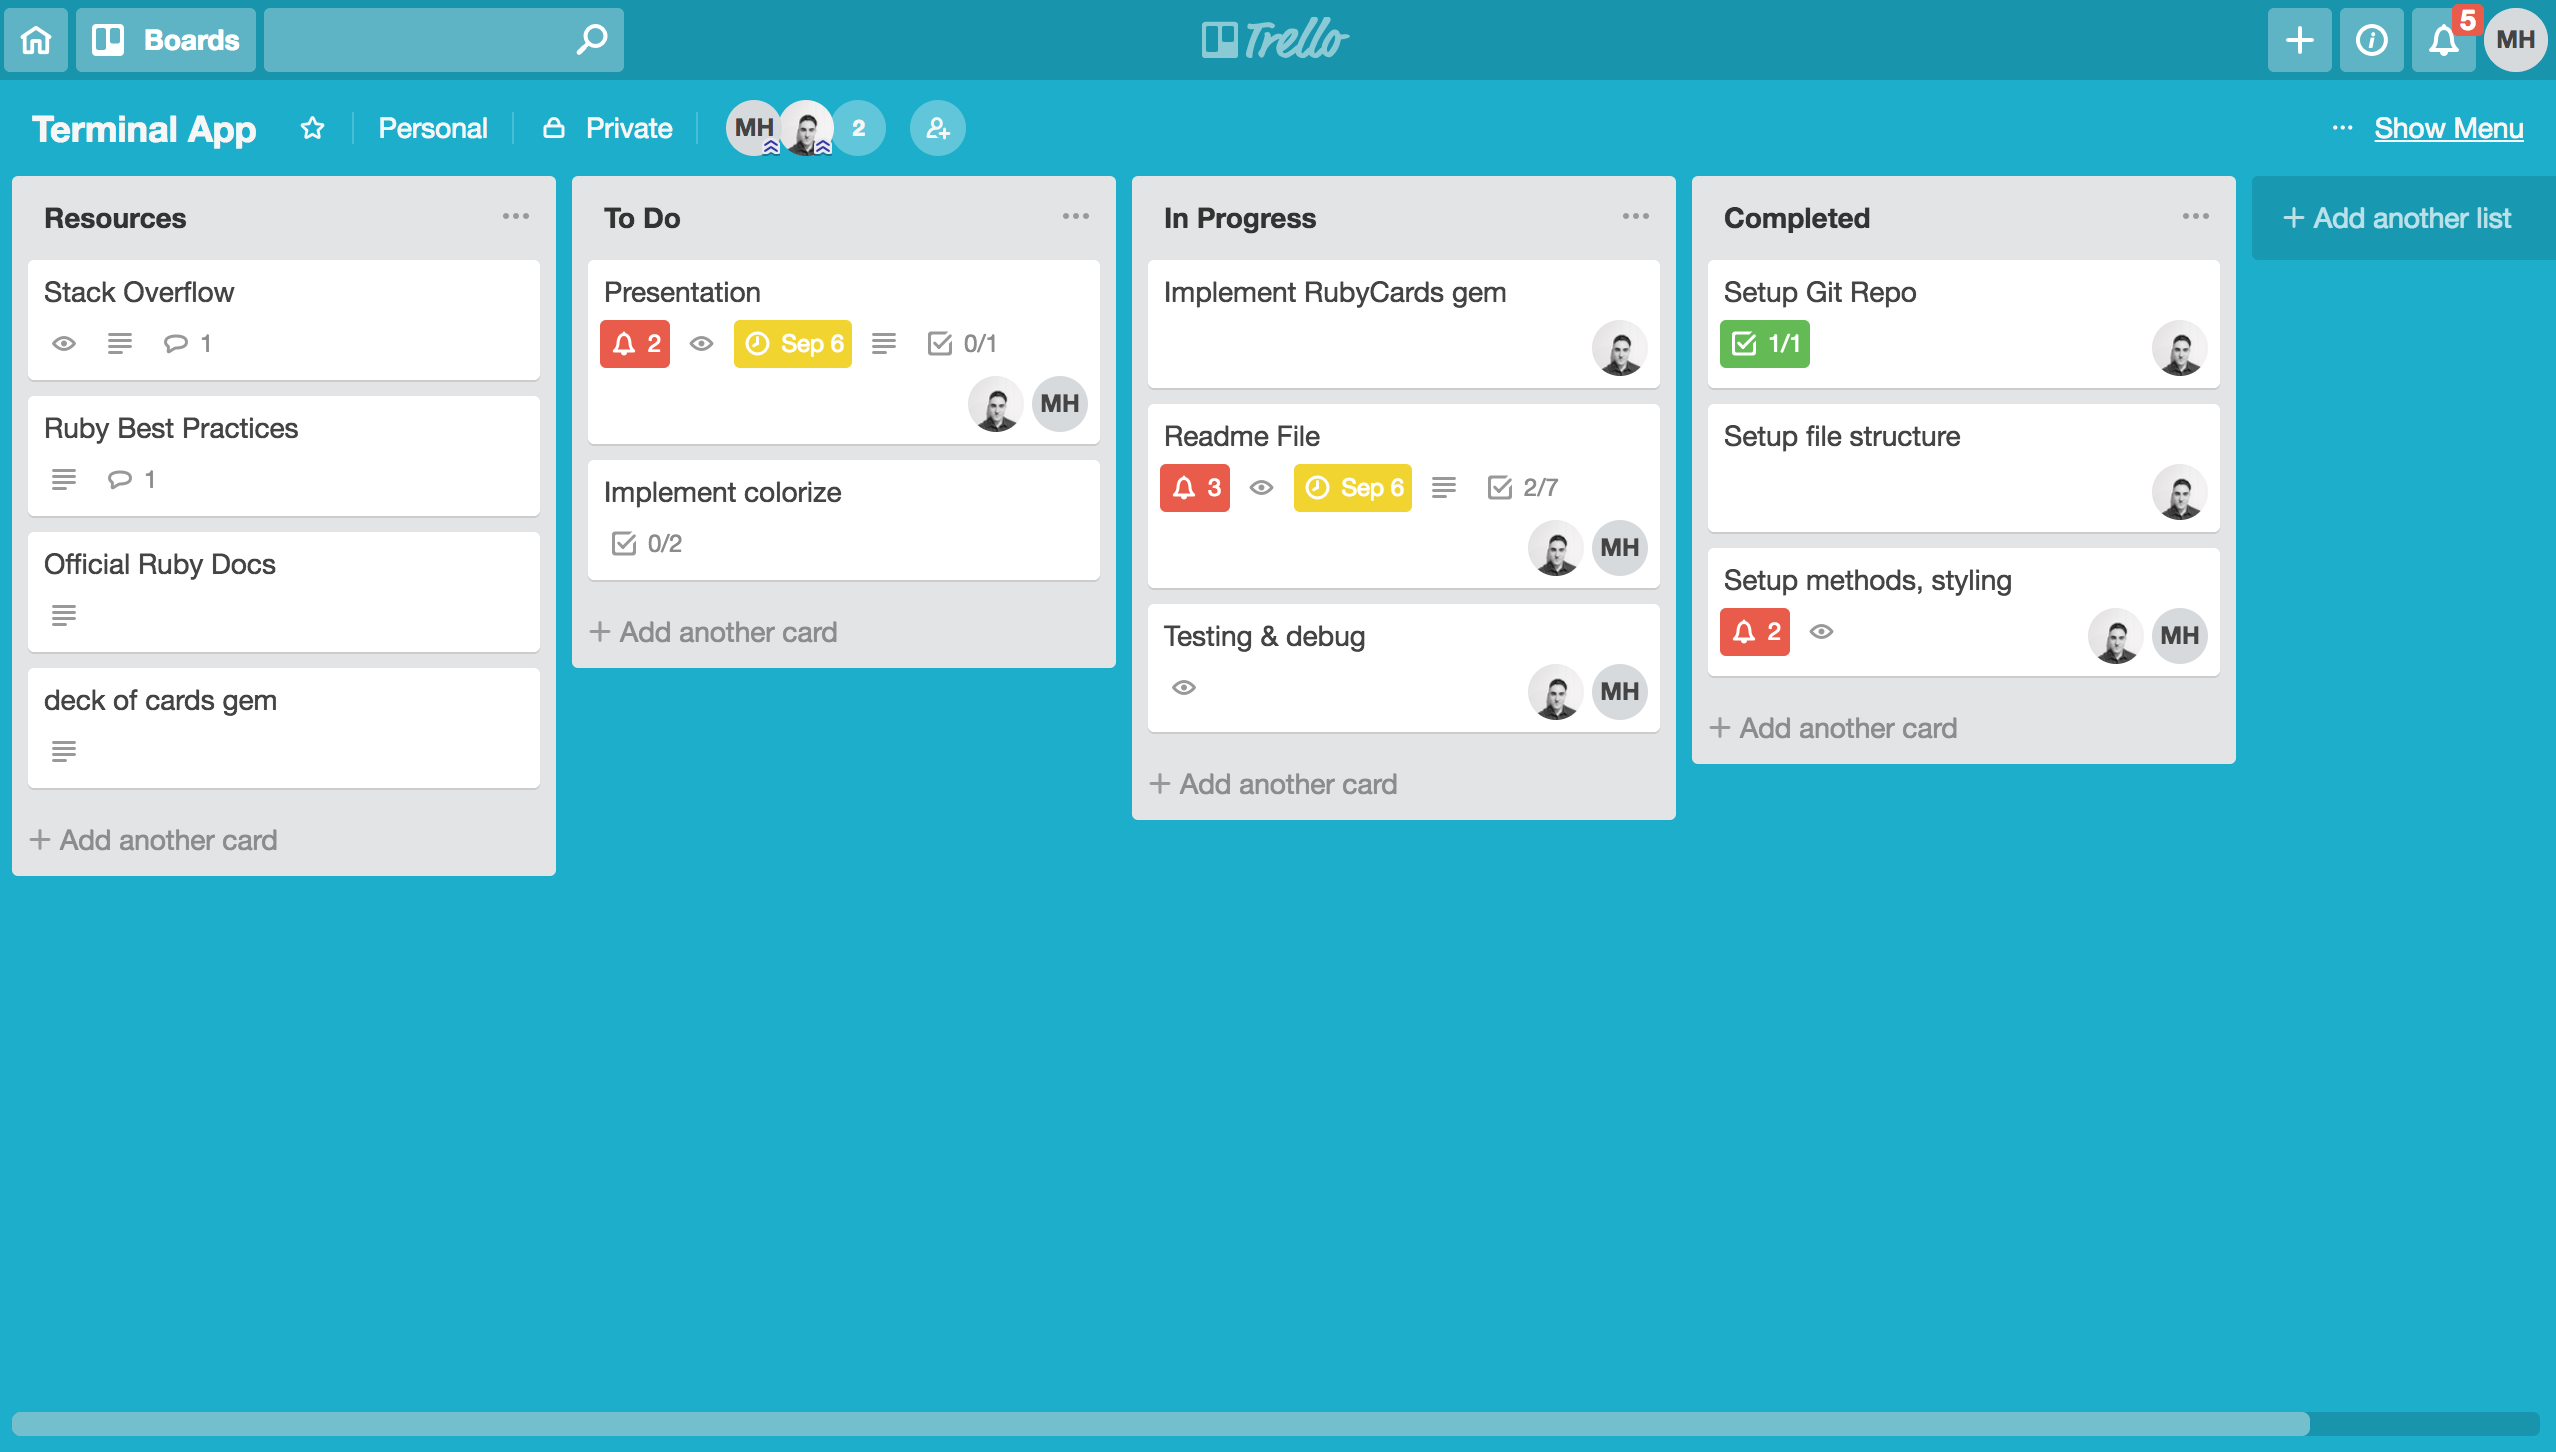 Boards
Trello
5
MH
Terminal App
Personal
Private
MH
2
Show Menu
Resources
Stack Overflow
1
Ruby Best Practices
1
Official Ruby Docs
deck of cards gem
+ Add another card
To Do
Presentation
2
Sep 6
0/1
MH
Implement colorize
0/2
+ Add another card
In Progress
Implement RubyCards gem
Readme File
3
Sep 6
2/7
MH
Testing & debug
MH
+ Add another card
Completed
Setup Git Repo
1/1
Setup file structure
Setup methods, styling
2
MH
+ Add another card
+ Add another list